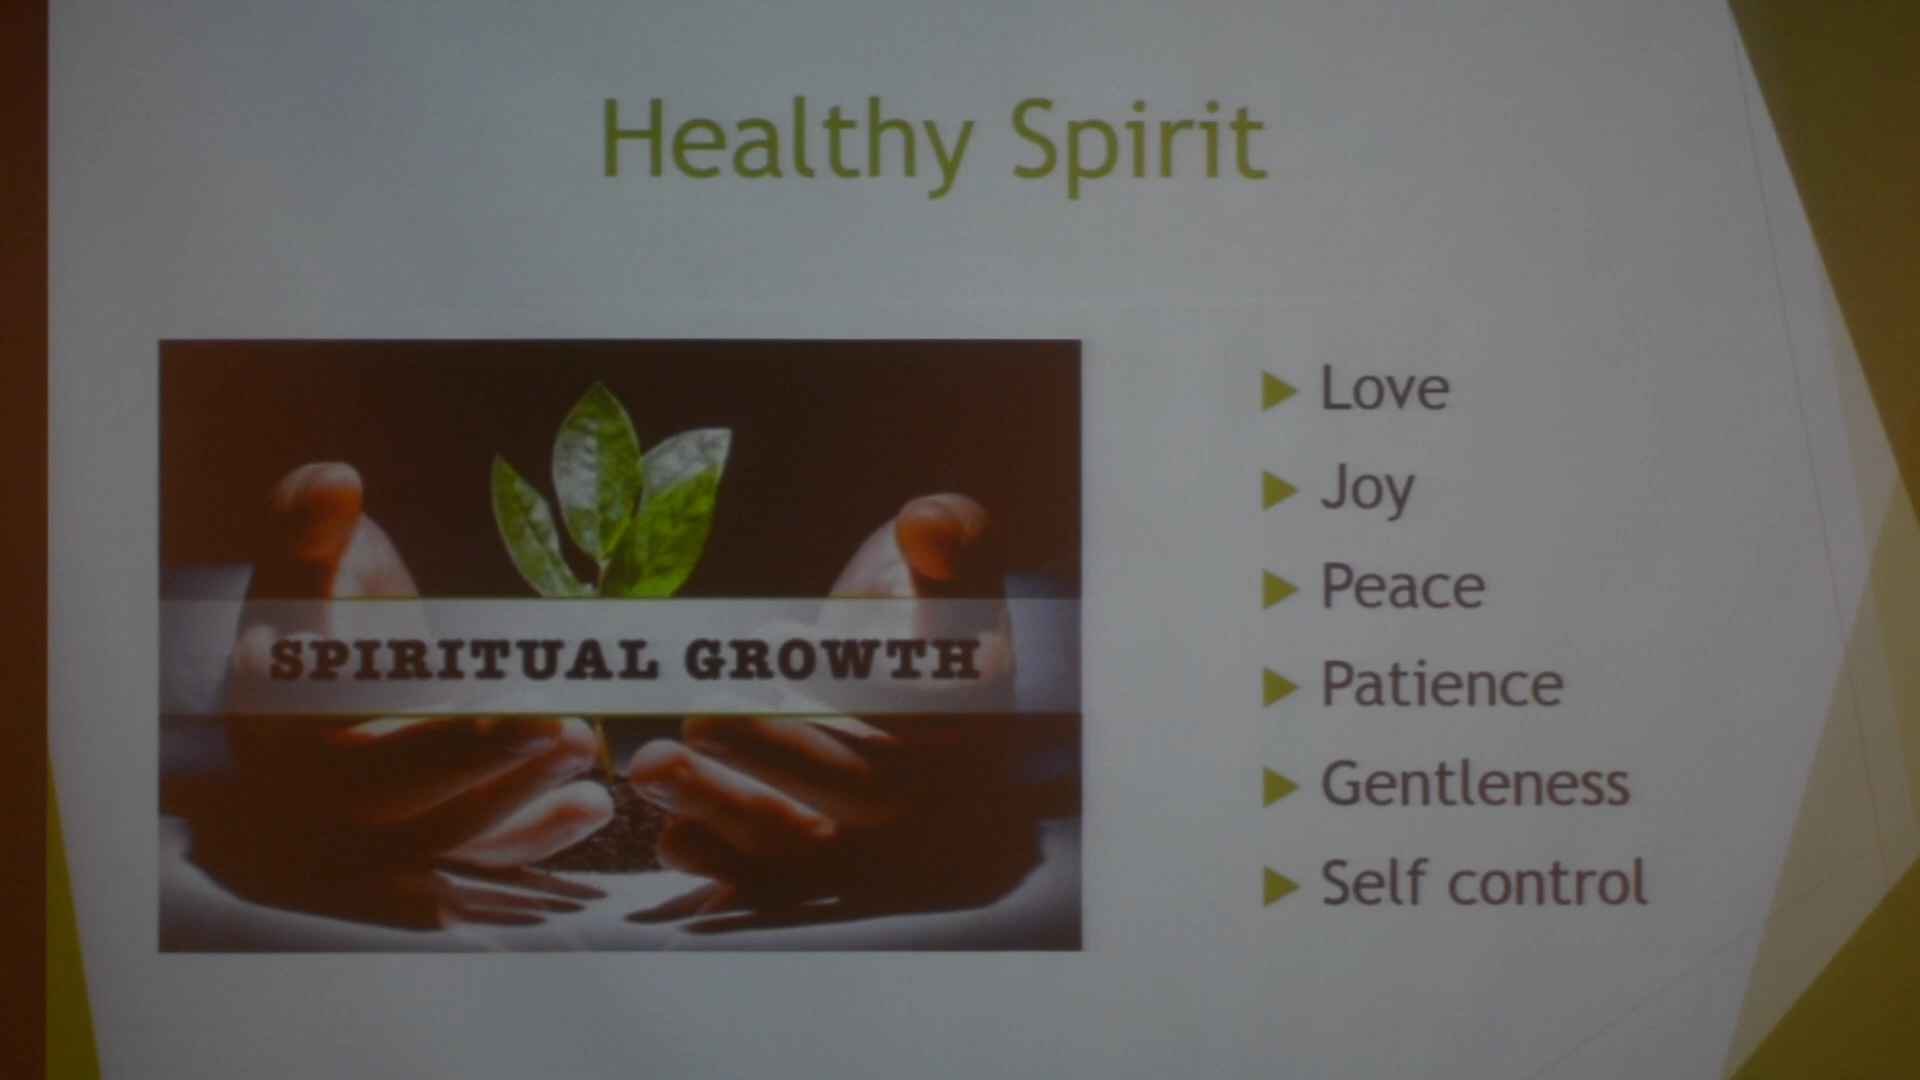 Healthy Spirit
SPIRITUAL GROWTH
Love
Joy
Peace
Patience
Gentleness
Self control